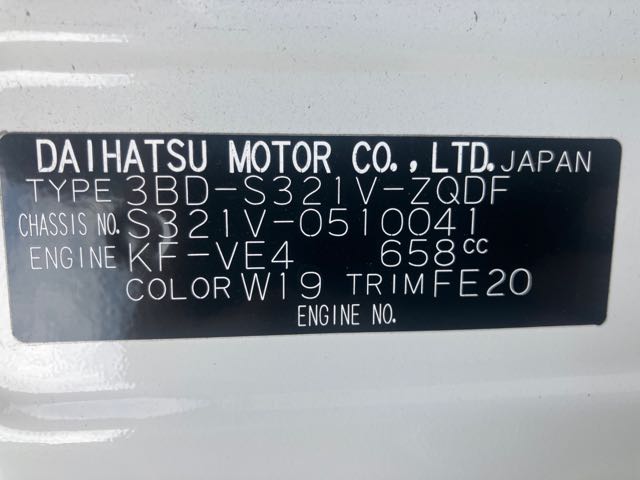 DAIHATSU MOTOR CO.,LTD. JAPAN
TYPE 3BD-S321V-ZQDF
CHASSIS NO. S321V-0510041
ENGINE KF-VE4 658cc
COLOR W19 TRIM FE20
ENGINE NO.